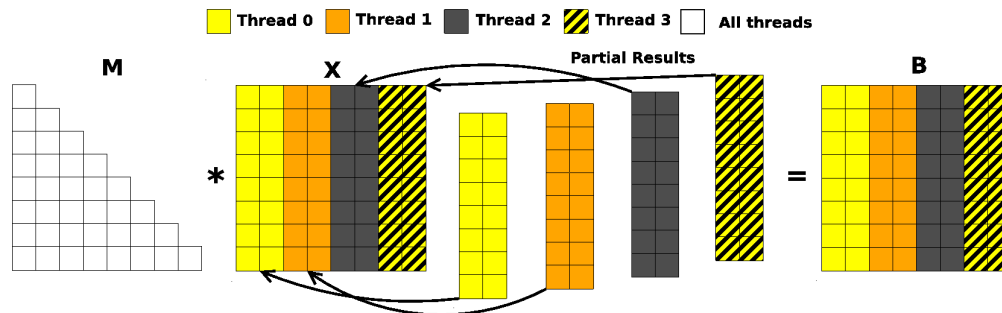 Thread 0 Thread 1 Thread 2 Thread 3 All threads
Partial Results
M X B
* =